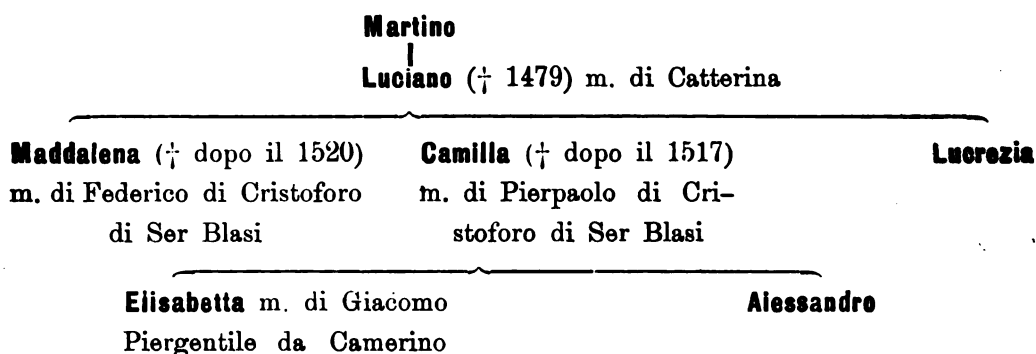 Martino
Luciano († 1479) m. di Catterina
Maddalena († dopo il 1520)
m. di Federico di Cristoforo
di Ser Blasi
Camilla († dopo il 1517)
m. di Pierpaolo di Cri-
stoforo di Ser Blasi
Lucrezia
Elisabetta m. di Giacomo
Piergentile da Camerino
Alessandro